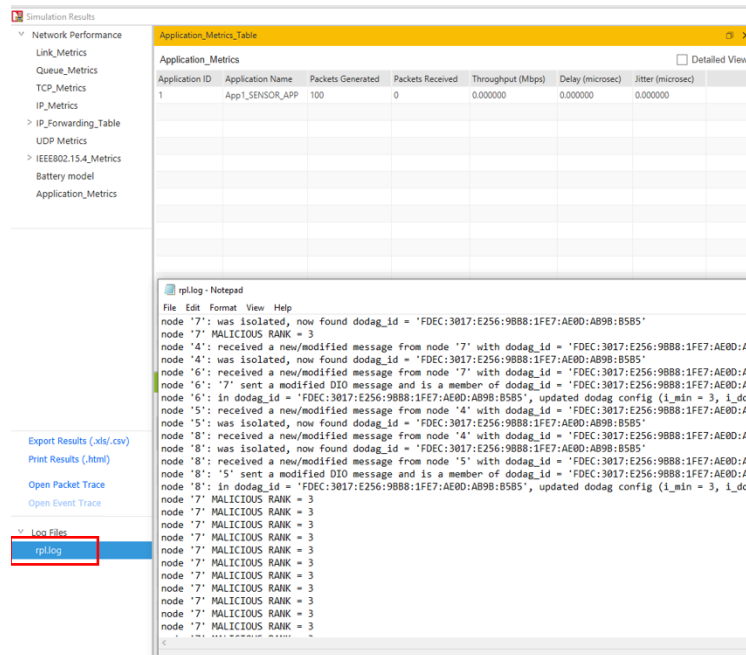 Simulation Results
Network Performance
Link_Metrics
Queue_Metrics
TCP_Metrics
IP_Metrics
IP_Forwarding_Table
UDP Metrics
IEEE802.15.4_Metrics
Battery model
Application_Metrics
Export Results (.xls/.csv)
Print Results (.html)
Open Packet Trace
Open Event Trace
Log Files
rpl.log
Application_Metrics_Table
Application_Metrics Detailed View
Application ID Application Name Packets Generated Packets Received Throughput (Mbps) Delay (microsec) Jitter (microsec)
1 App1_SENSOR_APP 100 0 0.000000 0.000000 0.000000
rpl.log - Notepad
File Edit Format View Help
node '7': was isolated, now found dodag_id = 'FDEC:3017:E256:9BB8:1FE7:AE0D:AB9B:B5B5'
node '7' MALICIOUS RANK = 3
node '4': received a new/modified message from node '7' with dodag_id = 'FDEC:3017:E256:9BB8:1FE7:AE0D:A
node '4': was isolated, now found dodag_id = 'FDEC:3017:E256:9BB8:1FE7:AE0D:AB9B:B5B5'
node '6': received a new/modified message from node '7' with dodag_id = 'FDEC:3017:E256:9BB8:1FE7:AE0D:A
node '6': '7' sent a modified DIO message and is a member of dodag_id = 'FDEC:3017:E256:9BB8:1FE7:AE0D:A
node '6': in dodag_id = 'FDEC:3017:E256:9BB8:1FE7:AE0D:AB9B:B5B5', updated dodag config (i_min = 3, i_do
node '5': received a new/modified message from node '4' with dodag_id = 'FDEC:3017:E256:9BB8:1FE7:AE0D:A
node '5': was isolated, now found dodag_id = 'FDEC:3017:E256:9BB8:1FE7:AE0D:AB9B:B5B5'
node '8': received a new/modified message from node '4' with dodag_id = 'FDEC:3017:E256:9BB8:1FE7:AE0D:A
node '8': was isolated, now found dodag_id = 'FDEC:3017:E256:9BB8:1FE7:AE0D:AB9B:B5B5'
node '8': received a new/modified message from node '5' with dodag_id = 'FDEC:3017:E256:9BB8:1FE7:AE0D:A
node '8': '5' sent a modified DIO message and is a member of dodag_id = 'FDEC:3017:E256:9BB8:1FE7:AE0D:A
node '8': in dodag_id = 'FDEC:3017:E256:9BB8:1FE7:AE0D:AB9B:B5B5', updated dodag config (i_min = 3, i_do
node '7' MALICIOUS RANK = 3
node '7' MALICIOUS RANK = 3
node '7' MALICIOUS RANK = 3
node '7' MALICIOUS RANK = 3
node '7' MALICIOUS RANK = 3
node '7' MALICIOUS RANK = 3
node '7' MALICIOUS RANK = 3
node '7' MALICIOUS RANK = 3
node '7' MALICIOUS RANK = 3
node '7' MALICIOUS RANK = 3
node '7' MALICIOUS RANK = 3